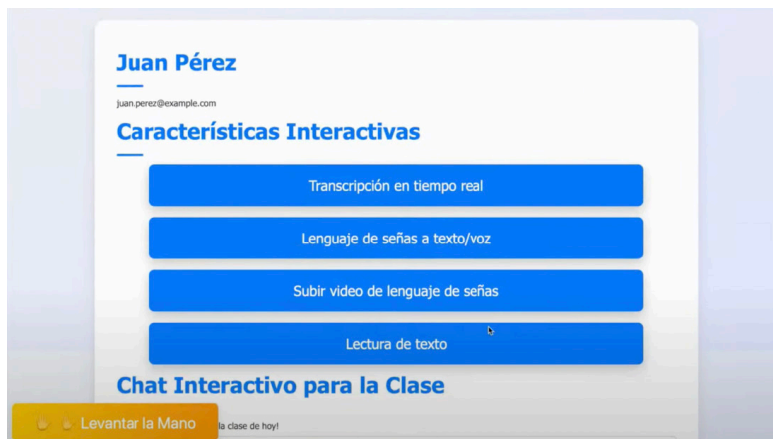 Juan Pérez
juan.perez@example.com
Características Interactivas
Transcripción en tiempo real
Lenguaje de señas a texto/voz
Subir video de lenguaje de señas
Lectura de texto
Chat Interactivo para la Clase
Levantar la Mano
la clase de hoy!